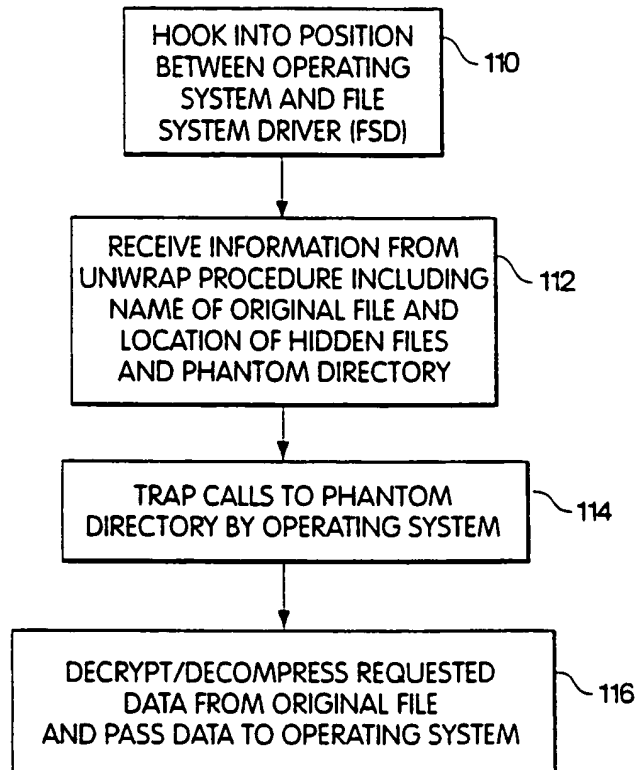 HOOK INTO POSITION
BETWEEN OPERATING
SYSTEM AND FILE
SYSTEM DRIVER (FSD)
110
RECEIVE INFORMATION FROM
UNWRAP PROCEDURE INCLUDING
NAME OF ORIGINAL FILE AND
LOCATION OF HIDDEN FILES
AND PHANTOM DIRECTORY
112
TRAP CALLS TO PHANTOM
DIRECTORY BY OPERATING SYSTEM
114
DECRYPT/DECOMPRESS REQUESTED
DATA FROM ORIGINAL FILE
AND PASS DATA TO OPERATING SYSTEM
116